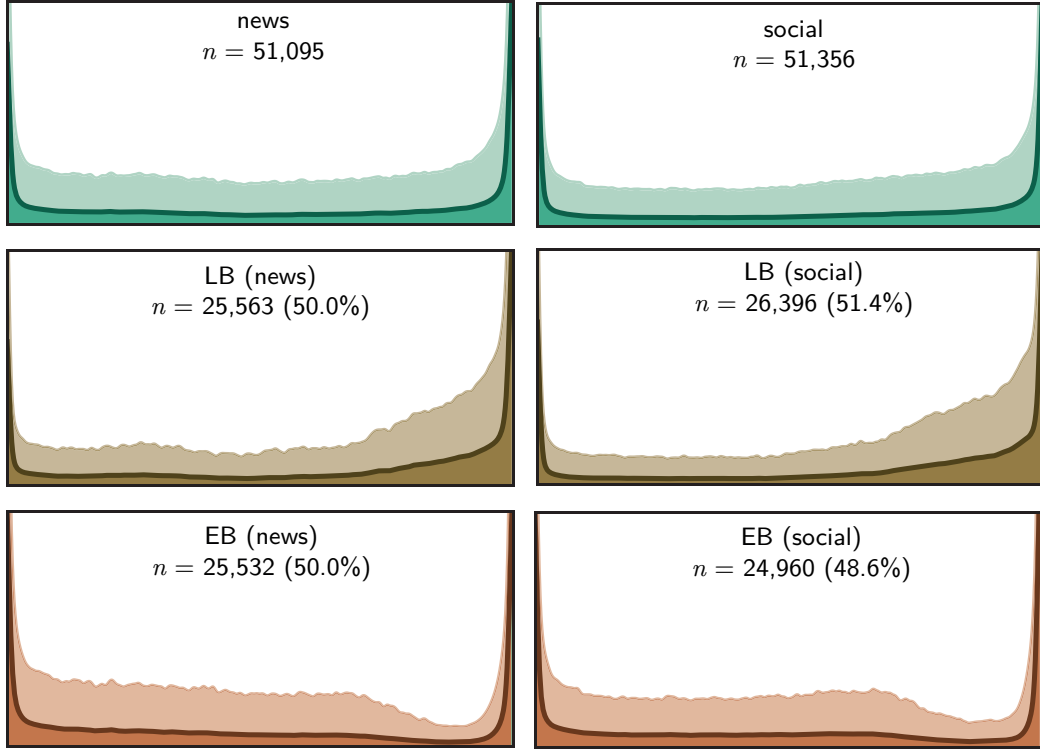 news
n = 51,095
social
n = 51,356
LB (news)
n = 25,563 (50.0%)
LB (social)
n = 26,396 (51.4%)
EB (news)
n = 25,532 (50.0%)
EB (social)
n = 24,960 (48.6%)